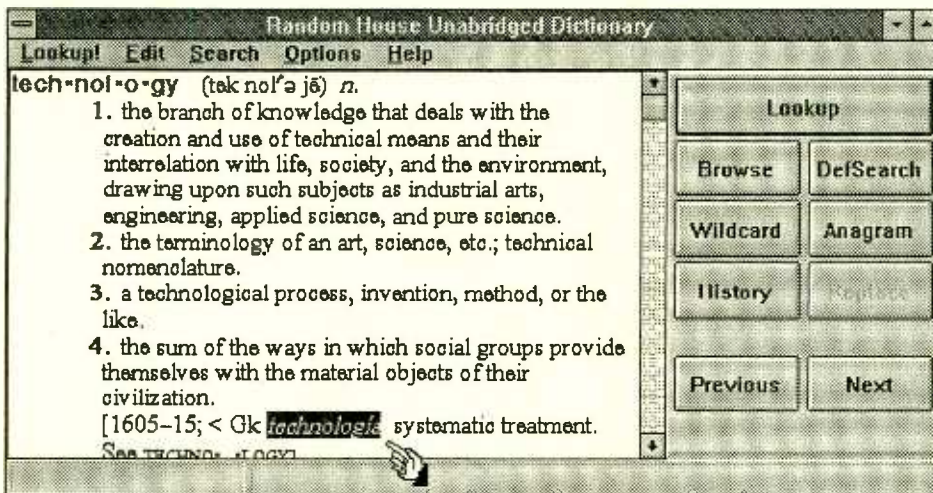 Random House Unabridged Dictionary
Lookup! Edit Search Options Help
tech•nol•o•gy (tek nol′ə jē) n.
1. the branch of knowledge that deals with the
creation and use of technical means and their
interrelation with life, society, and the environment,
drawing upon such subjects as industrial arts,
engineering, applied science, and pure science.
2. the terminology of an art, science, etc.; technical
nomenclature.
3. a technological process, invention, method, or the
like.
4. the sum of the ways in which social groups provide
themselves with the material objects of their
civilization.
[1605–15; < Gk technología systematic treatment.
See TECHNO-, -LOGY]
Lookup
Browse DefSearch
Wildcard Anagram
History Replace
Previous Next